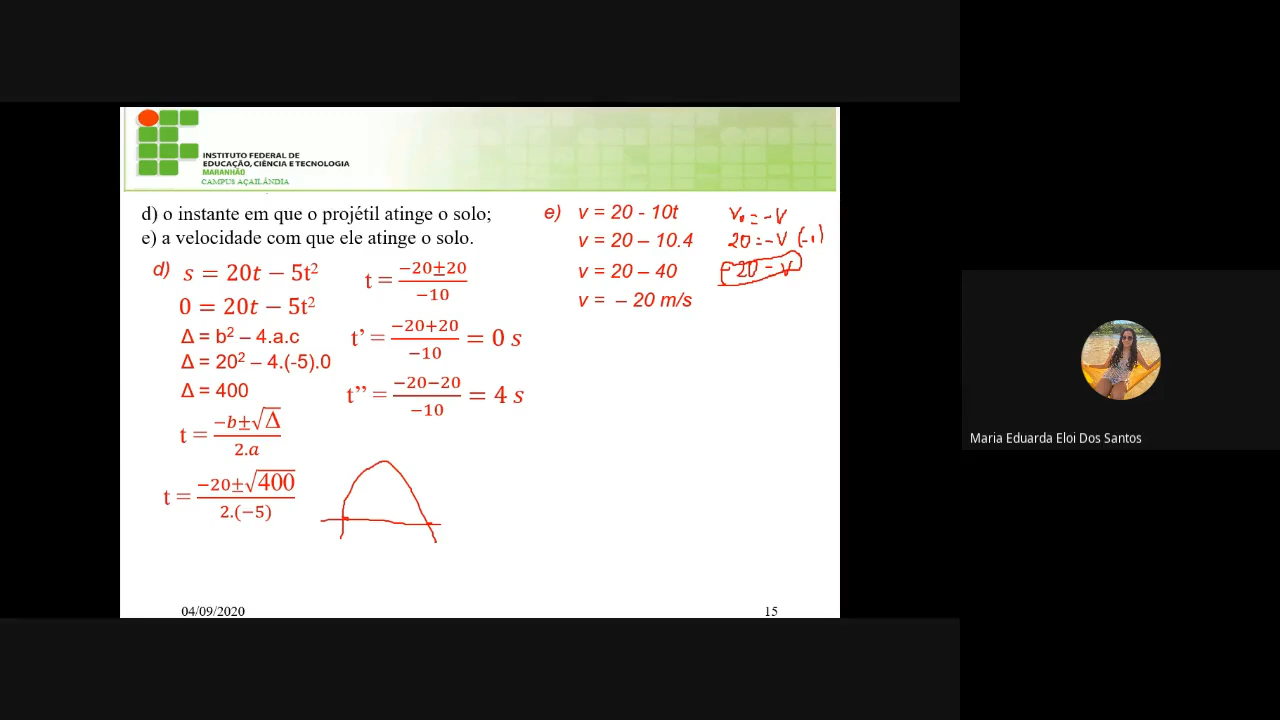 INSTITUTO FEDERAL DE
EDUCAÇÃO, CIÊNCIA E TECNOLOGIA
MARANHÃO
CAMPUS AÇAILÂNDIA
d) o instante em que o projétil atinge o solo;
e) a velocidade com que ele atinge o solo.
d) s = 20t − 5t²
0 = 20t − 5t²
Δ = b² – 4.a.c
Δ = 20² – 4.(-5).0
Δ = 400
t = (−b±√Δ)/(2.a)
t = (−20±√400)/(2.(−5))
t = (−20±20)/(−10)
t’ = (−20+20)/(−10) = 0 s
t” = (−20−20)/(−10) = 4 s
e) v = 20 - 10t
v = 20 – 10.4
v = 20 – 40
v = – 20 m/s
V₀ = -V
20 = -V (-1)
-20 = V
04/09/2020
15
Maria Eduarda Eloi Dos Santos